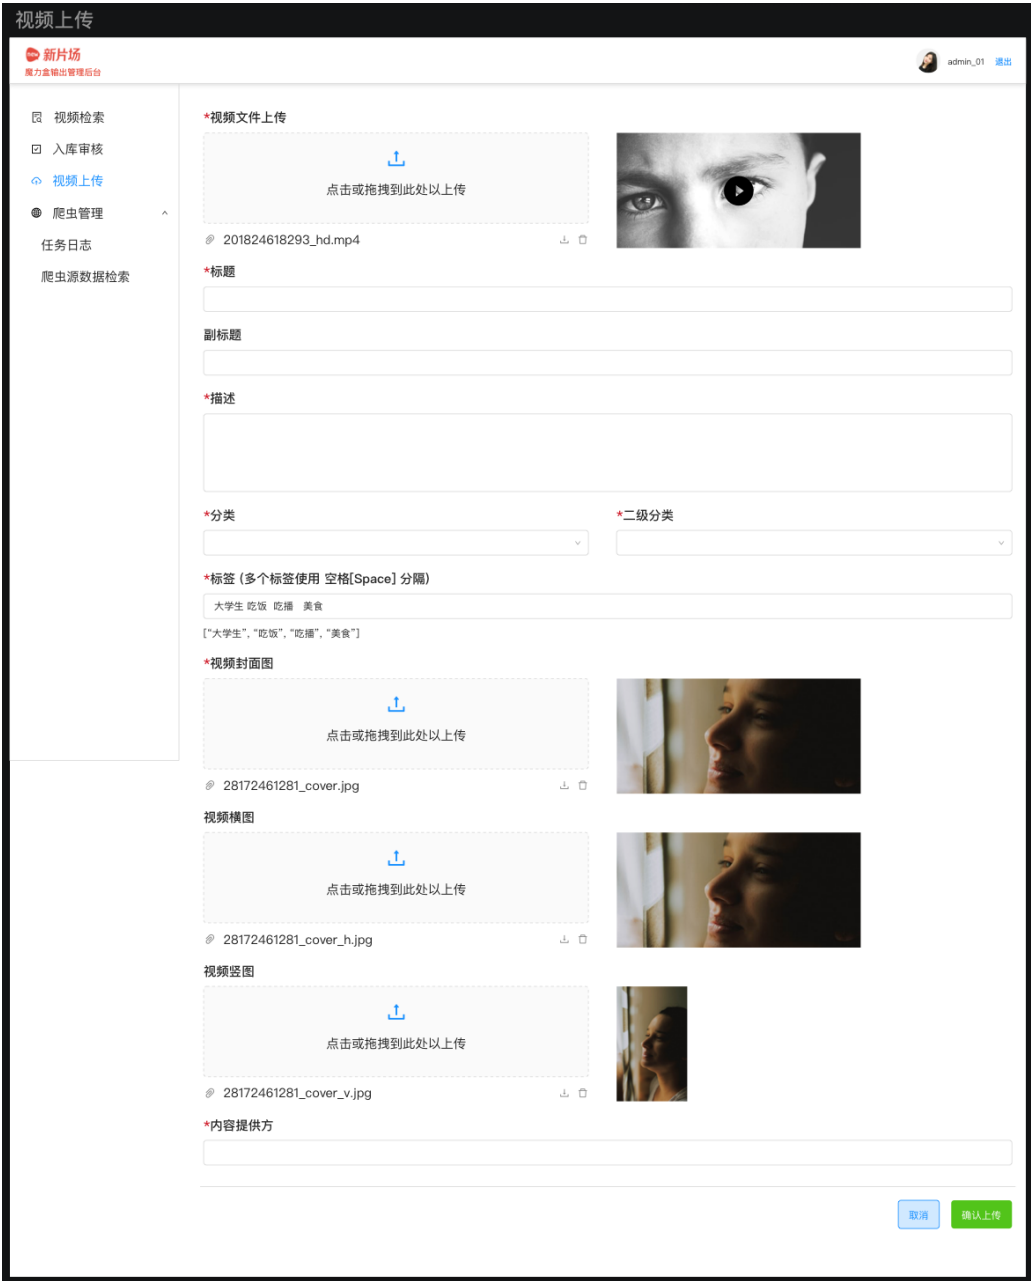 视频上传
新片场
魔力盒输出管理后台
admin_01 退出
视频检索
入库审核
视频上传
爬虫管理
任务日志
爬虫源数据检索
*视频文件上传
点击或拖拽到此处以上传
201824618293_hd.mp4
*标题
副标题
*描述
*分类
*二级分类
*标签 (多个标签使用 空格[Space] 分隔)
大学生 吃饭 吃播 美食
["大学生", “吃饭”, “吃播”, “美食”]
*视频封面图
点击或拖拽到此处以上传
28172461281_cover.jpg
视频横图
点击或拖拽到此处以上传
28172461281_cover_h.jpg
视频竖图
点击或拖拽到此处以上传
28172461281_cover_v.jpg
*内容提供方
取消 确认上传